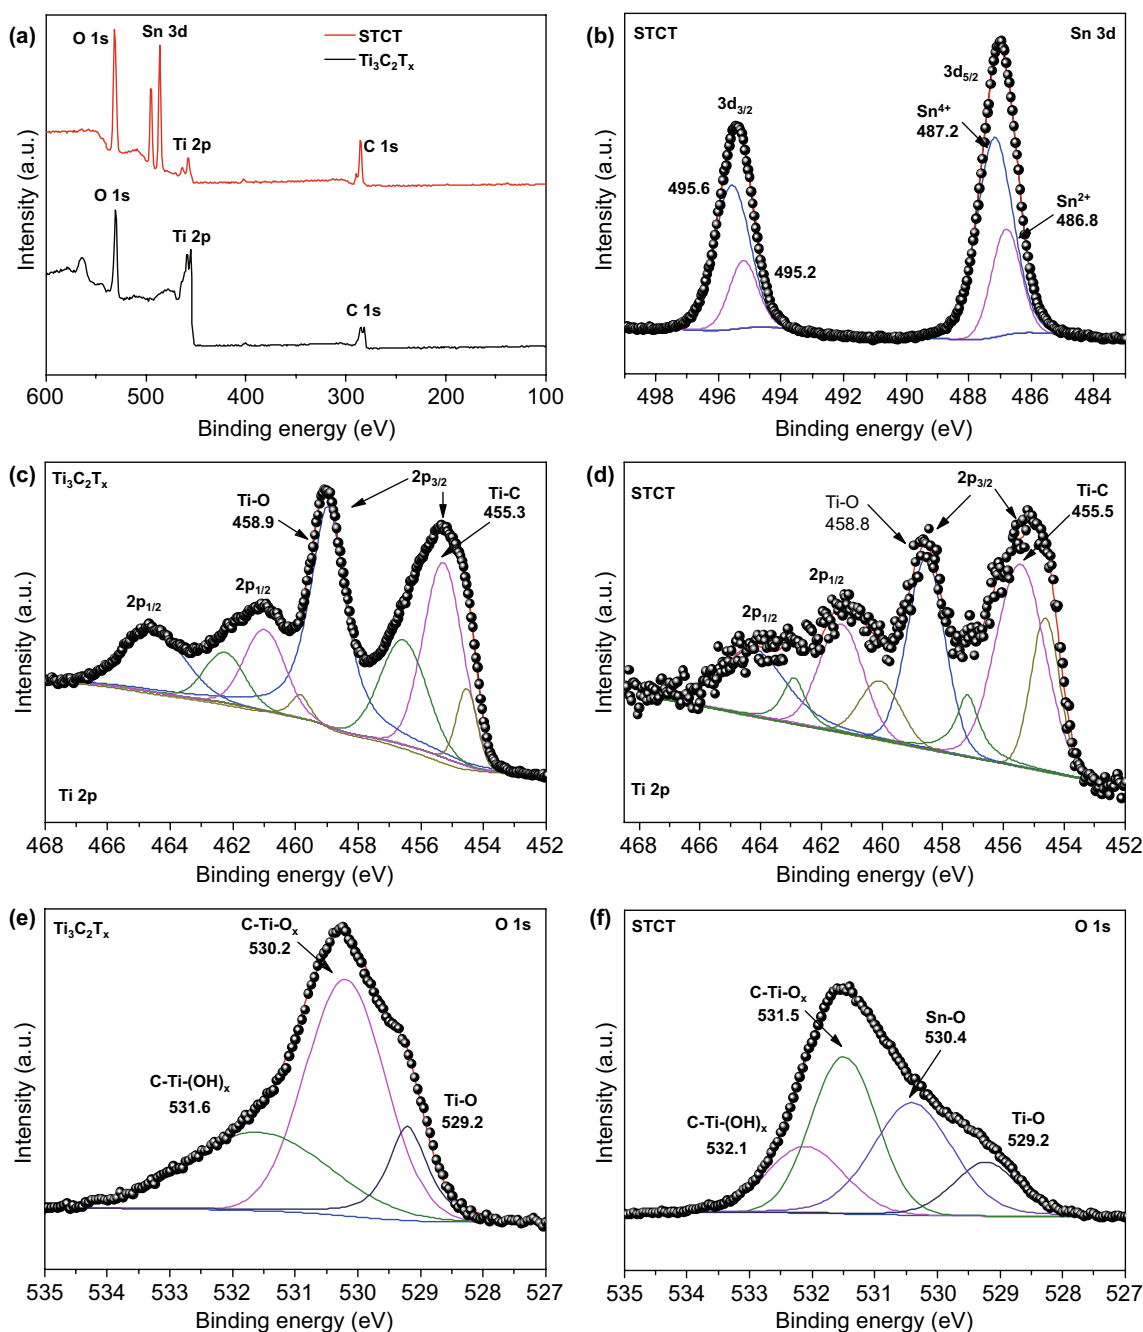 (a)
O 1s
Sn 3d
STCT
Ti₃C₂Tₓ
Ti 2p
C 1s
O 1s
Ti 2p
C 1s
Intensity (a.u.)
600 500 400 300 200 100
Binding energy (eV)
(b)
STCT
Sn 3d
3d₅/₂
3d₃/₂
Sn⁴⁺
487.2
495.6
Sn²⁺
486.8
495.2
Intensity (a.u.)
498 496 494 492 490 488 486 484
Binding energy (eV)
(c)
Ti₃C₂Tₓ
2p₃/₂
Ti-O
458.9
Ti-C
455.3
2p₁/₂
2p₁/₂
Ti 2p
Intensity (a.u.)
468 466 464 462 460 458 456 454 452
Binding energy (eV)
(d)
STCT
2p₃/₂
Ti-O
458.8
Ti-C
455.5
2p₁/₂
2p₁/₂
Ti 2p
Intensity (a.u.)
468 466 464 462 460 458 456 454 452
Binding energy (eV)
(e)
Ti₃C₂Tₓ
O 1s
C-Ti-Oₓ
530.2
C-Ti-(OH)ₓ
531.6
Ti-O
529.2
Intensity (a.u.)
535 534 533 532 531 530 529 528 527
Binding energy (eV)
(f)
STCT
O 1s
C-Ti-Oₓ
531.5
Sn-O
530.4
C-Ti-(OH)ₓ
532.1
Ti-O
529.2
Intensity (a.u.)
535 534 533 532 531 530 529 528 527
Binding energy (eV)